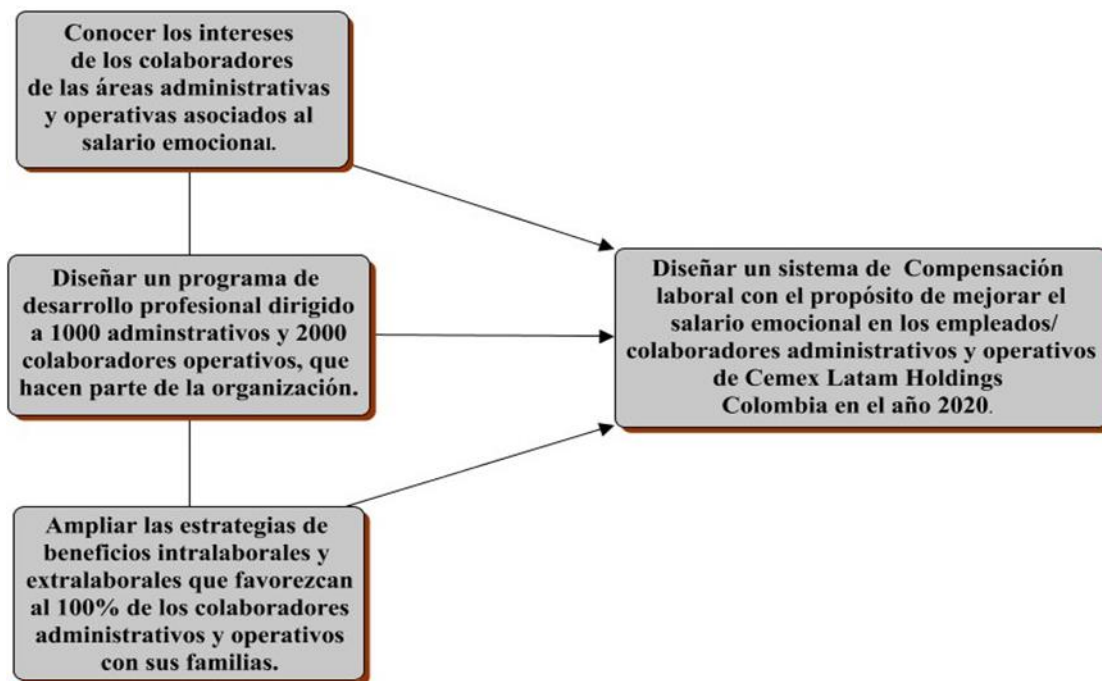 Conocer los intereses
de los colaboradores
de las áreas administrativas
y operativas asociados al
salario emocional.
Diseñar un programa de
desarrollo profesional dirigido
a 1000 adminstrativos y 2000
colaboradores operativos, que
hacen parte de la organización.
Ampliar las estrategias de
beneficios intralaborales y
extralaborales que favorezcan
al 100% de los colaboradores
administrativos y operativos
con sus familias.
Diseñar un sistema de Compensación
laboral con el propósito de mejorar el
salario emocional en los empleados/
colaboradores administrativos y operativos
de Cemex Latam Holdings
Colombia en el año 2020.